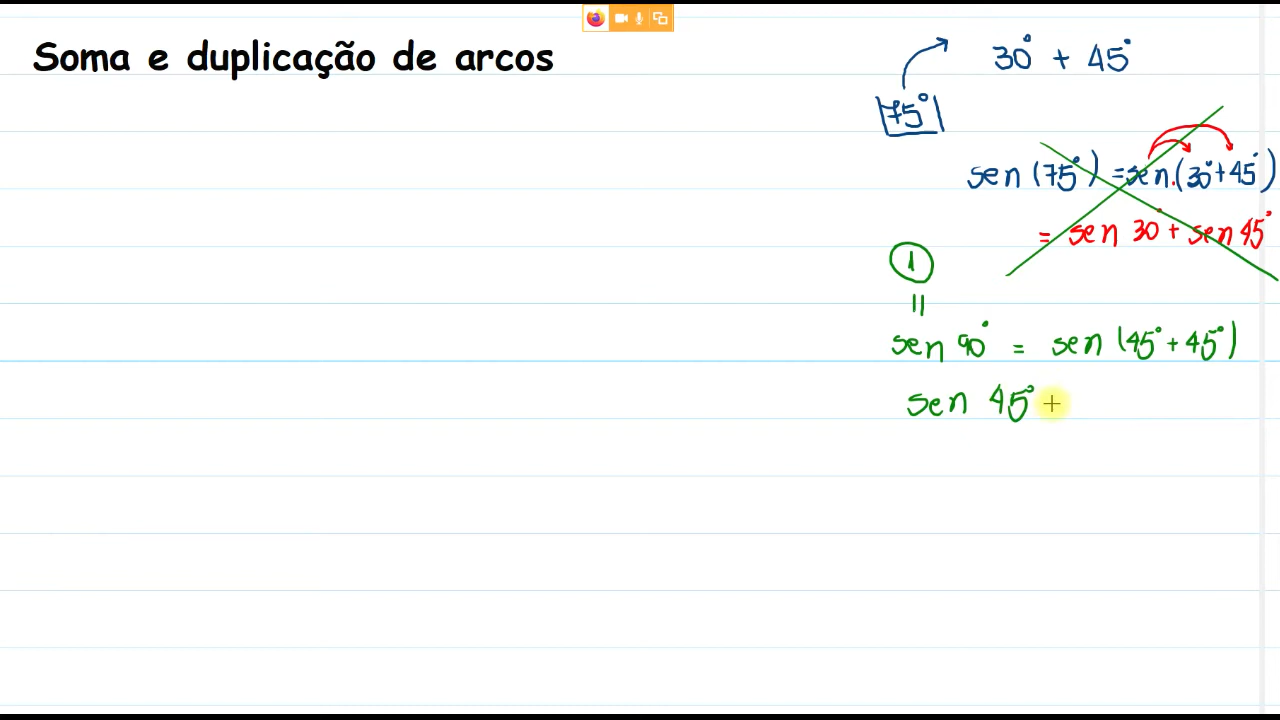 Soma e duplicação de arcos
30° + 45°
75°
sen (75°) = sen.(30° + 45°)
= sen 30 + sen 45°
1
=
sen 90° = sen (45° + 45°)
sen 45° +